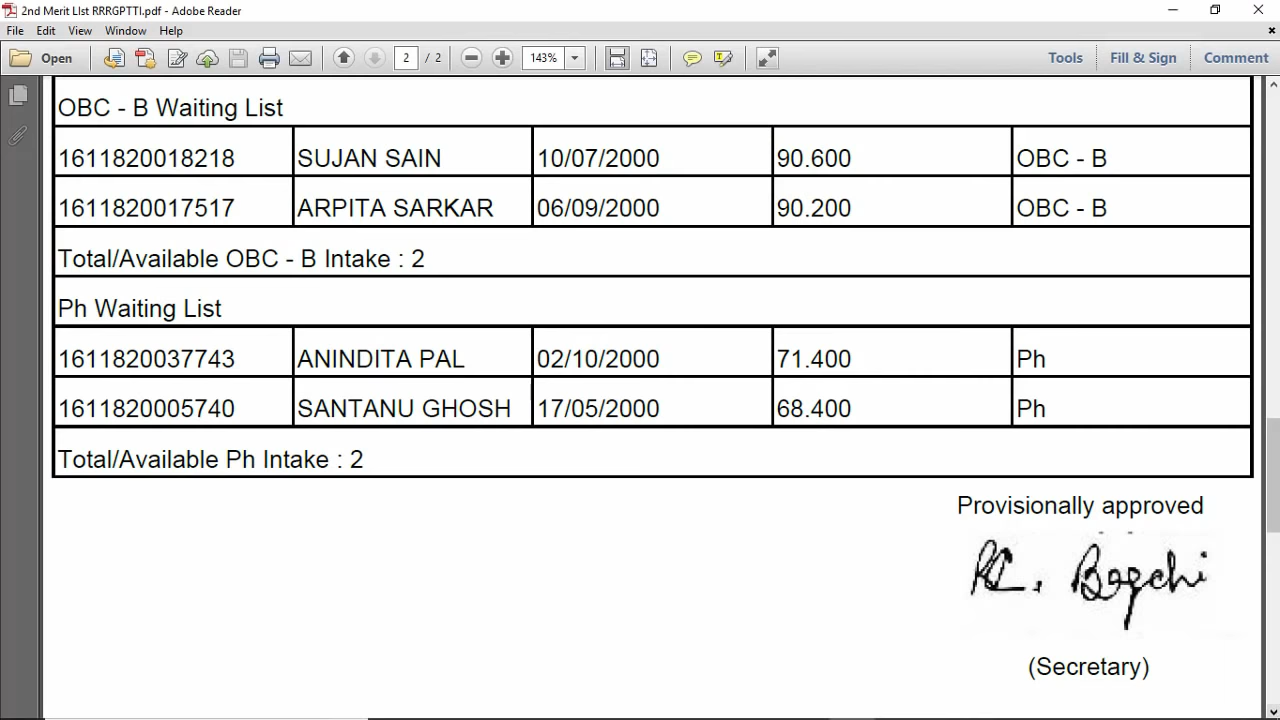 2nd Merit LIst RRRGPTTI.pdf - Adobe Reader
File Edit View Window Help
Open 2 / 2 143% Tools Fill & Sign Comment
OBC - B Waiting List
1611820018218 SUJAN SAIN 10/07/2000 90.600 OBC - B
1611820017517 ARPITA SARKAR 06/09/2000 90.200 OBC - B
Total/Available OBC - B Intake : 2
Ph Waiting List
1611820037743 ANINDITA PAL 02/10/2000 71.400 Ph
1611820005740 SANTANU GHOSH 17/05/2000 68.400 Ph
Total/Available Ph Intake : 2
Provisionally approved
Bagchi
(Secretary)